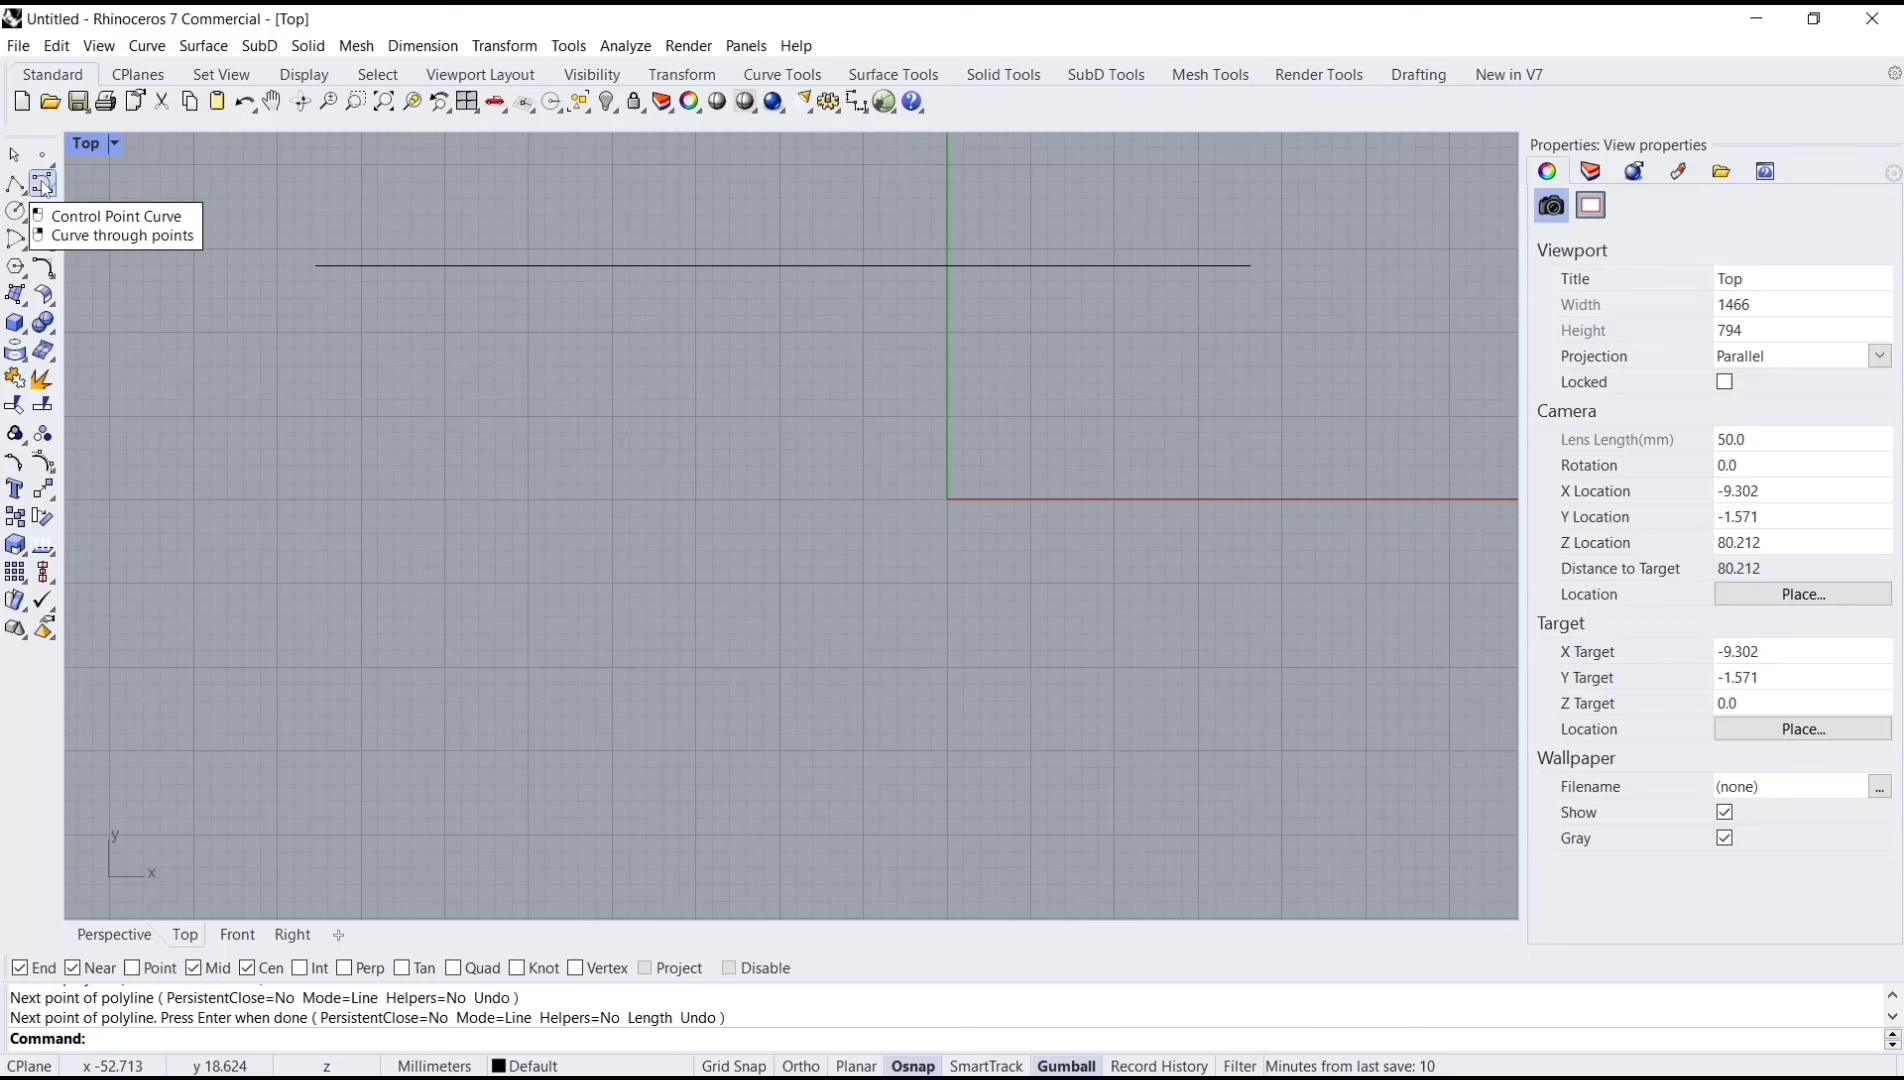 Untitled - Rhinoceros 7 Commercial - [Top]
File Edit View Curve Surface SubD Solid Mesh Dimension Transform Tools Analyze Render Panels Help
Standard CPlanes Set View Display Select Viewport Layout Visibility Transform Curve Tools Surface Tools Solid Tools SubD Tools Mesh Tools Render Tools Drafting New in V7
Top
Control Point Curve
Curve through points
y
x
Properties: View properties
Viewport
Title Top
Width 1466
Height 794
Projection Parallel
Locked
Camera
Lens Length(mm) 50.0
Rotation 0.0
X Location -9.302
Y Location -1.571
Z Location 80.212
Distance to Target 80.212
Location Place...
Target
X Target -9.302
Y Target -1.571
Z Target 0.0
Location Place...
Wallpaper
Filename (none) ...
Show
Gray
Perspective Top Front Right
End Near Point Mid Cen Int Perp Tan Quad Knot Vertex Project Disable
Next point of polyline ( PersistentClose=No Mode=Line Helpers=No Undo )
Next point of polyline. Press Enter when done ( PersistentClose=No Mode=Line Helpers=No Length Undo )
Command:
CPlane x -52.713 y 18.624 z Millimeters Default Grid Snap Ortho Planar Osnap SmartTrack Gumball Record History Filter Minutes from last save: 10